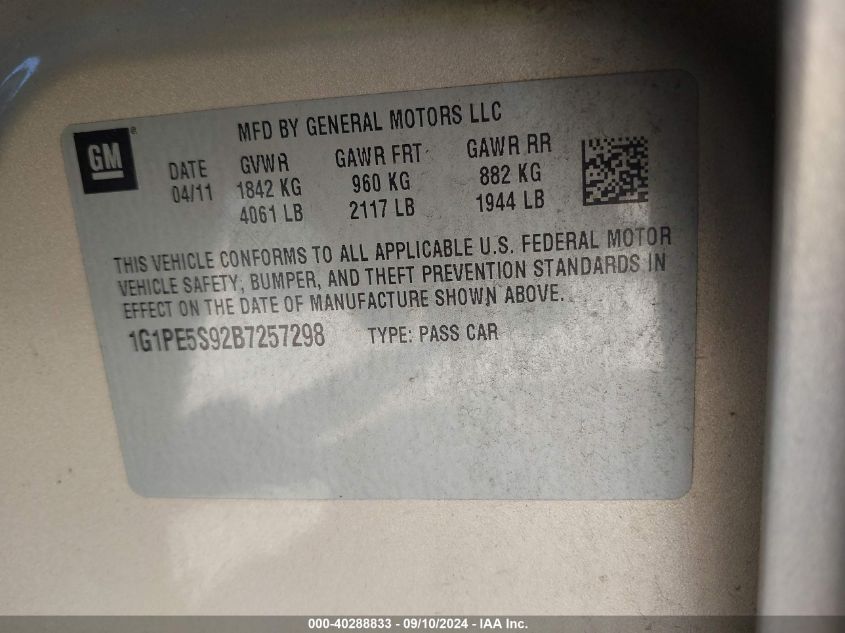 MFD BY GENERAL MOTORS LLC
GM ®
DATE GVWR GAWR FRT GAWR RR
04/11 1842 KG 960 KG 882 KG
4061 LB 2117 LB 1944 LB
THIS VEHICLE CONFORMS TO ALL APPLICABLE U.S. FEDERAL MOTOR
VEHICLE SAFETY, BUMPER, AND THEFT PREVENTION STANDARDS IN
EFFECT ON THE DATE OF MANUFACTURE SHOWN ABOVE.
1G1PE5S92B7257298 TYPE: PASS CAR
000-40288833 - 09/10/2024 - IAA Inc.